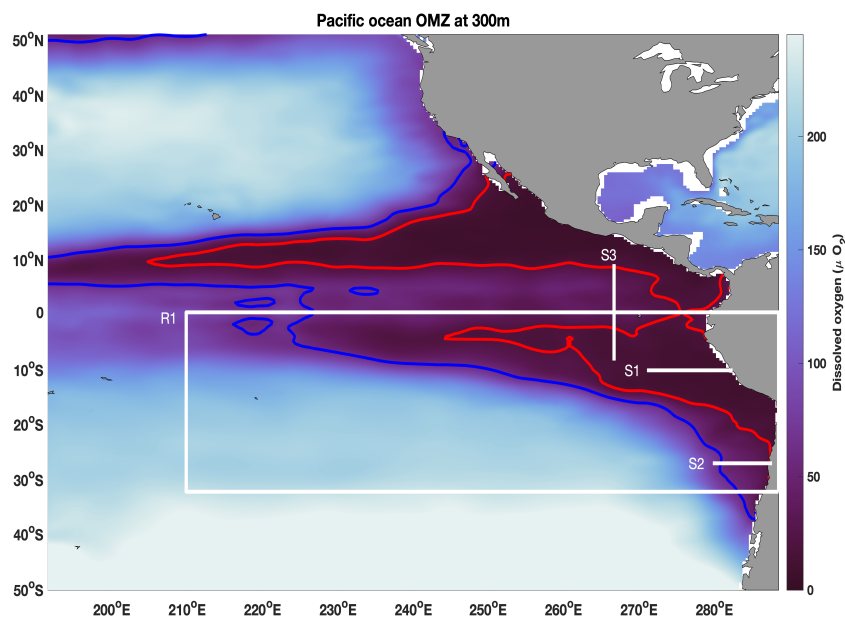 Pacific ocean OMZ at 300m
50°N
40°N
30°N
20°N
10°N
0
10°S
20°S
30°S
40°S
50°S
S3
R1
S1
S2
200°E
210°E
220°E
230°E
240°E
250°E
260°E
270°E
280°E
200
150
100
50
0
Dissolved oxygen (μ O₂)